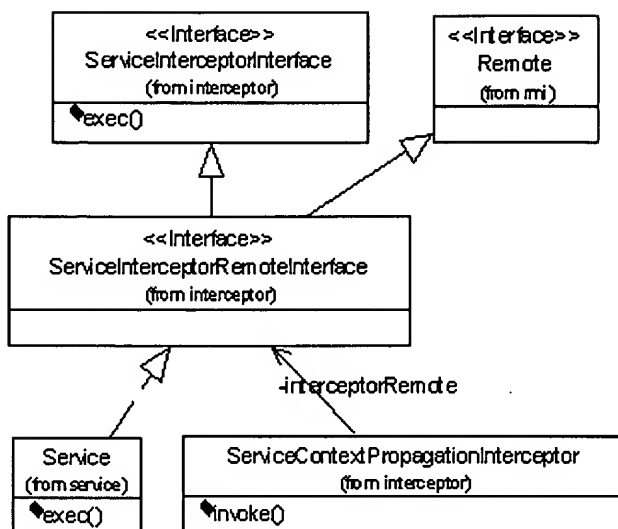 <<Interface>>
ServiceInterceptorInterface
(from interceptor)
exec()
<<Interface>>
Remote
(from rmi)
<<Interface>>
ServiceInterceptorRemoteInterface
(from interceptor)
-interceptorRemote
Service
(from service)
exec()
ServiceContextPropagationInterceptor
(from interceptor)
invoke()